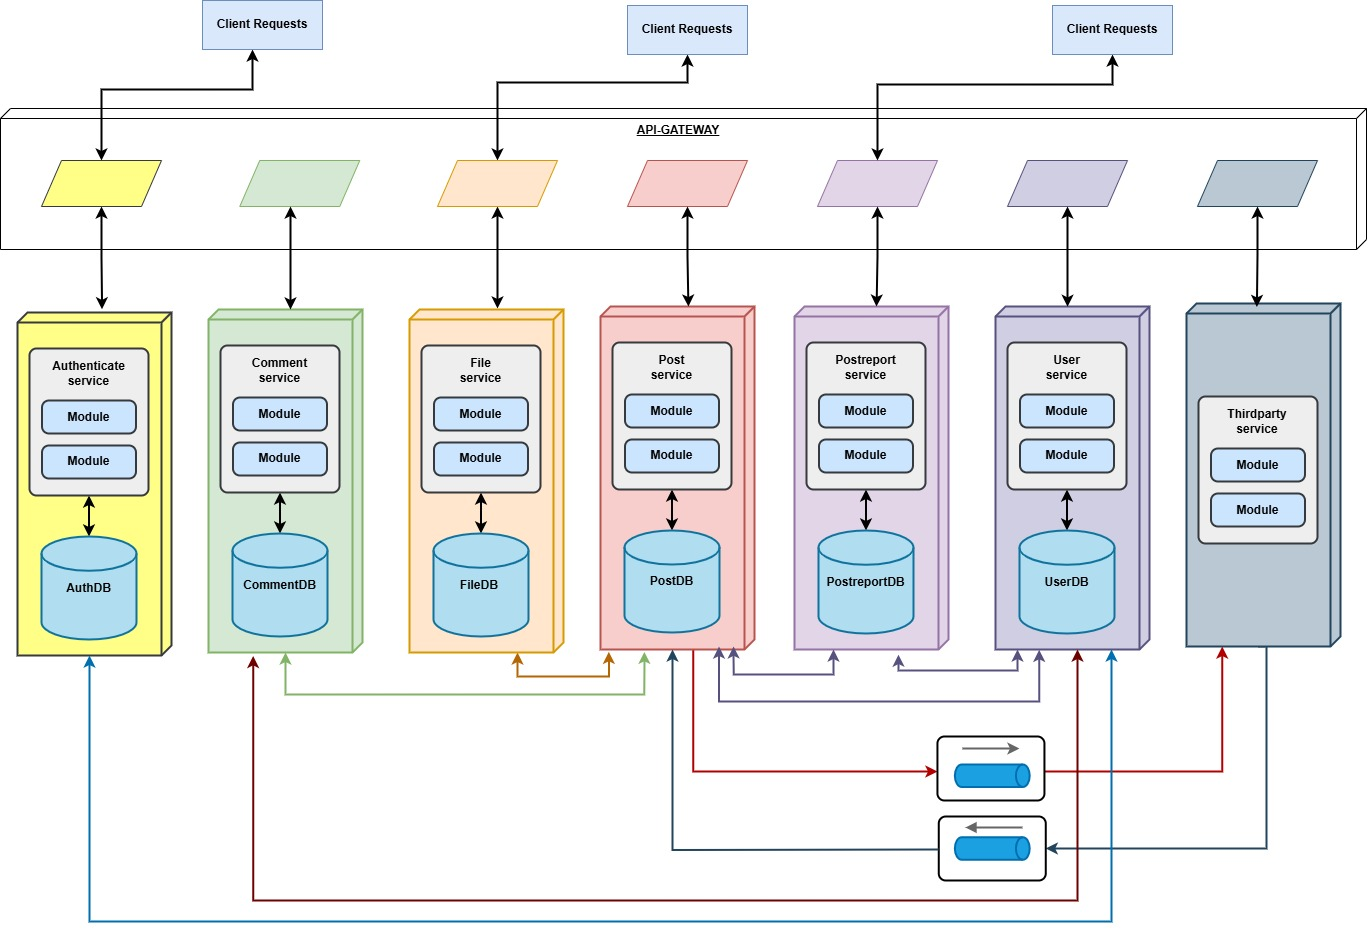 Client Requests
Client Requests
Client Requests
API-GATEWAY
Authenticate
service
Module
Module
AuthDB
Comment
service
Module
Module
CommentDB
File
service
Module
Module
FileDB
Post
service
Module
Module
PostDB
Postreport
service
Module
Module
PostreportDB
User
service
Module
Module
UserDB
Thirdparty
service
Module
Module